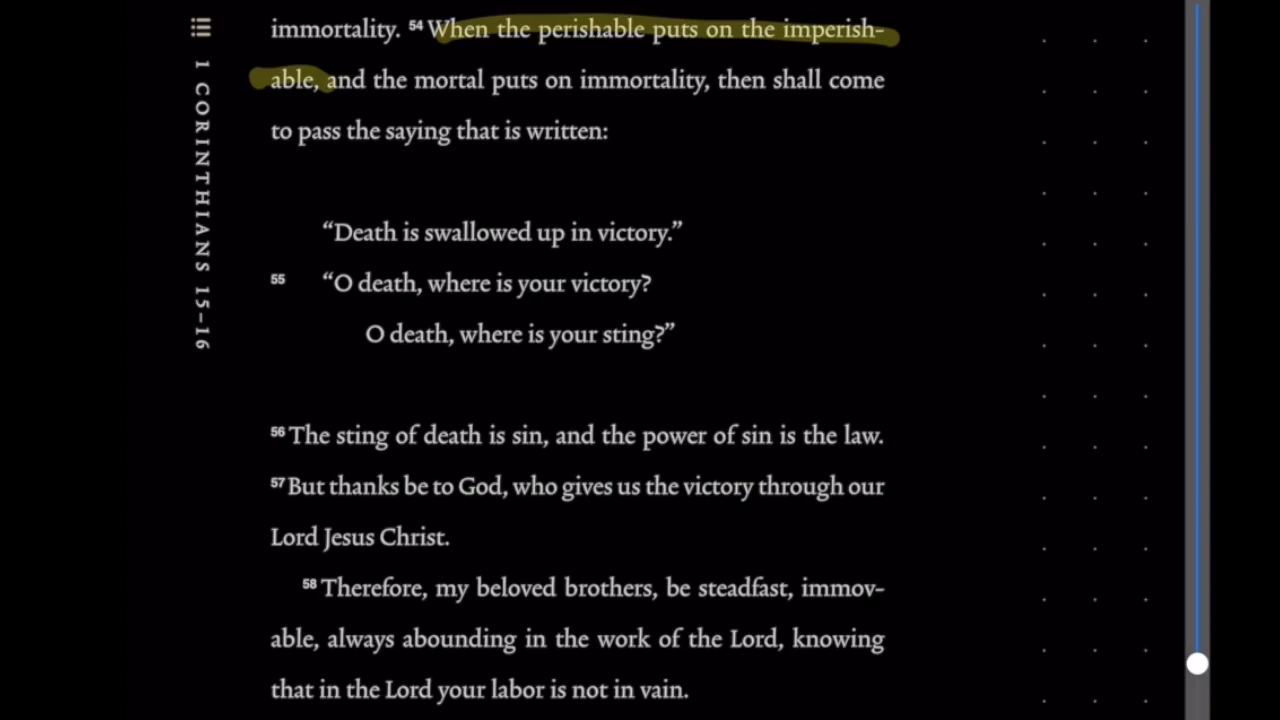 1 CORINTHIANS 15–16
immortality. 54 When the perishable puts on the imperish-
able, and the mortal puts on immortality, then shall come
to pass the saying that is written:
“Death is swallowed up in victory.”
55 “O death, where is your victory?
O death, where is your sting?”
56 The sting of death is sin, and the power of sin is the law.
57 But thanks be to God, who gives us the victory through our
Lord Jesus Christ.
58 Therefore, my beloved brothers, be steadfast, immov-
able, always abounding in the work of the Lord, knowing
that in the Lord your labor is not in vain.